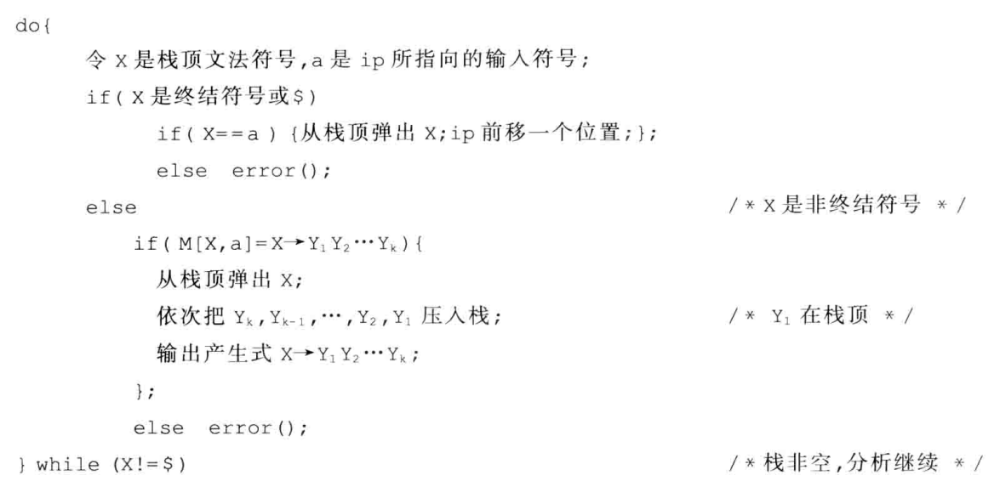 do{
令 X 是栈顶文法符号,a 是 ip 所指向的输入符号;
if( X 是终结符号或$)
if( X==a ) {从栈顶弹出 X;ip 前移一个位置;};
else error();
else /* X 是非终结符号 */
if( M[X,a]=X→Y₁Y₂⋯Yₖ){
从栈顶弹出 X;
依次把 Yₖ,Yₖ₋₁,⋯,Y₂,Y₁ 压入栈; /* Y₁ 在栈顶 */
输出产生式 X→Y₁Y₂⋯Yₖ;
};
else error();
} while (X!=$) /*栈非空,分析继续 */